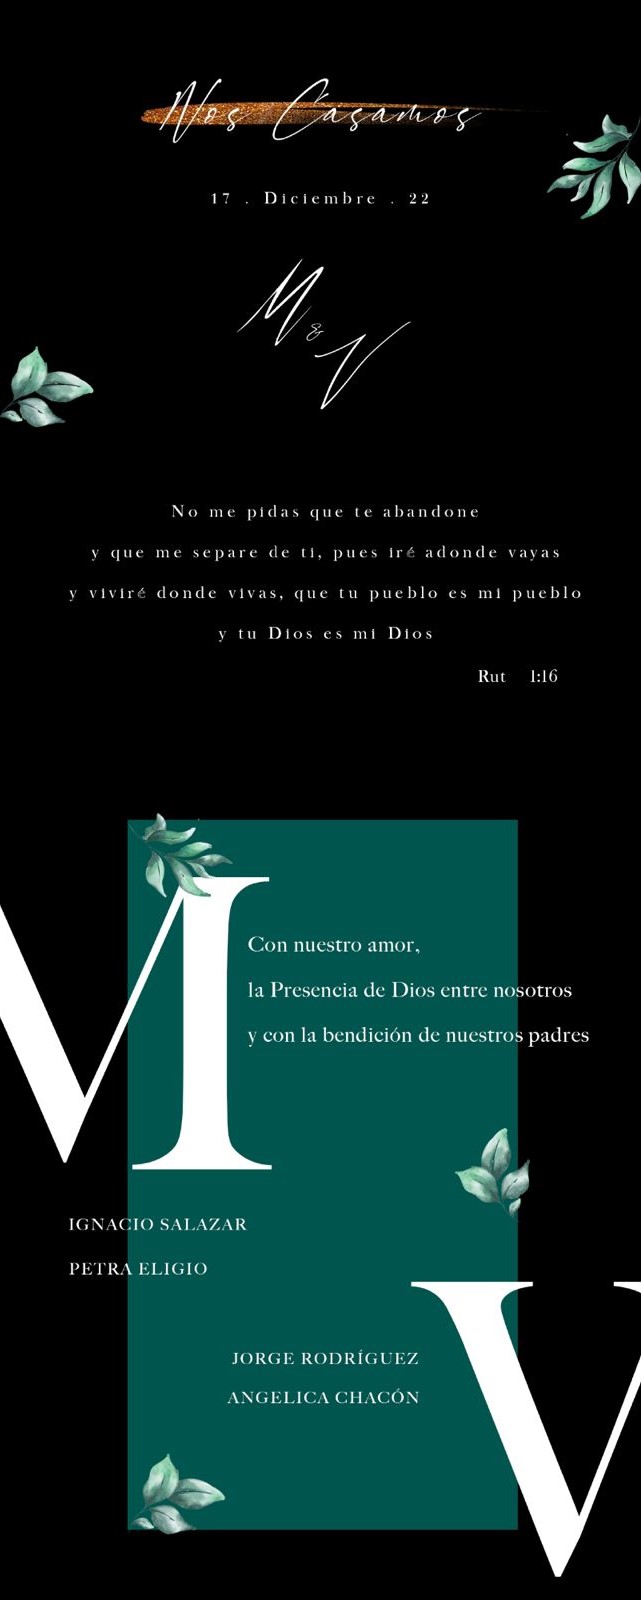 Nos Casamos
17 . Diciembre . 22
M
&
V
No me pidas que te abandone
y que me separe de ti, pues iré adonde vayas
y viviré donde vivas, que tu pueblo es mi pueblo
y tu Dios es mi Dios
Rut 1:16
M
Con nuestro amor,
la Presencia de Dios entre nosotros
y con la bendición de nuestros padres
IGNACIO SALAZAR
PETRA ELIGIO
V
JORGE RODRÍGUEZ
ANGELICA CHACÓN